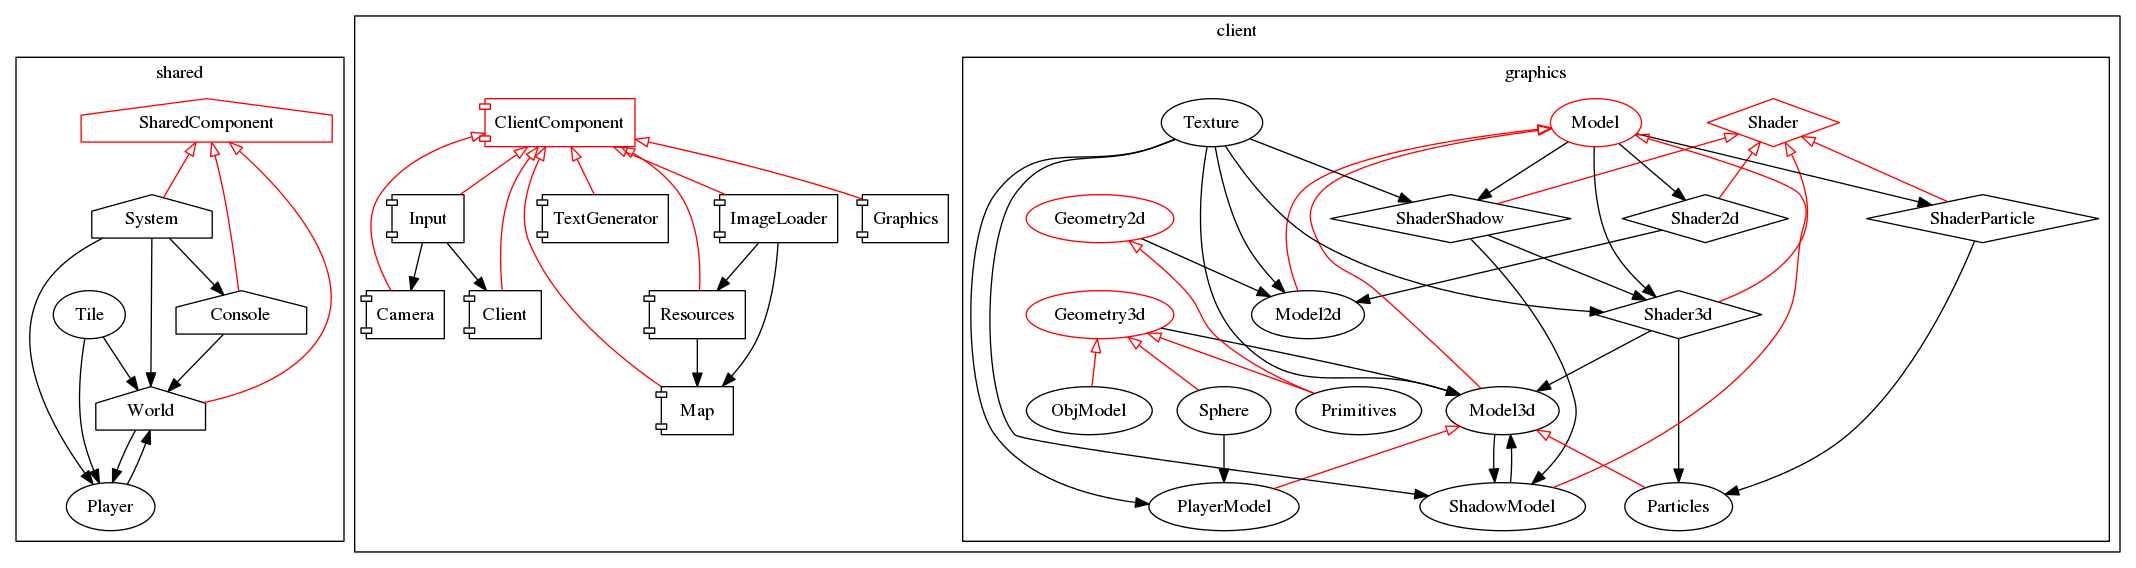 client
shared
graphics
SharedComponent
ClientComponent
Texture
Model
Shader
System
Input
TextGenerator
ImageLoader
Graphics
Geometry2d
ShaderShadow
Shader2d
ShaderParticle
Tile
Console
Camera
Client
Resources
Geometry3d
Model2d
Shader3d
World
Map
ObjModel
Sphere
Primitives
Model3d
Player
PlayerModel
ShadowModel
Particles